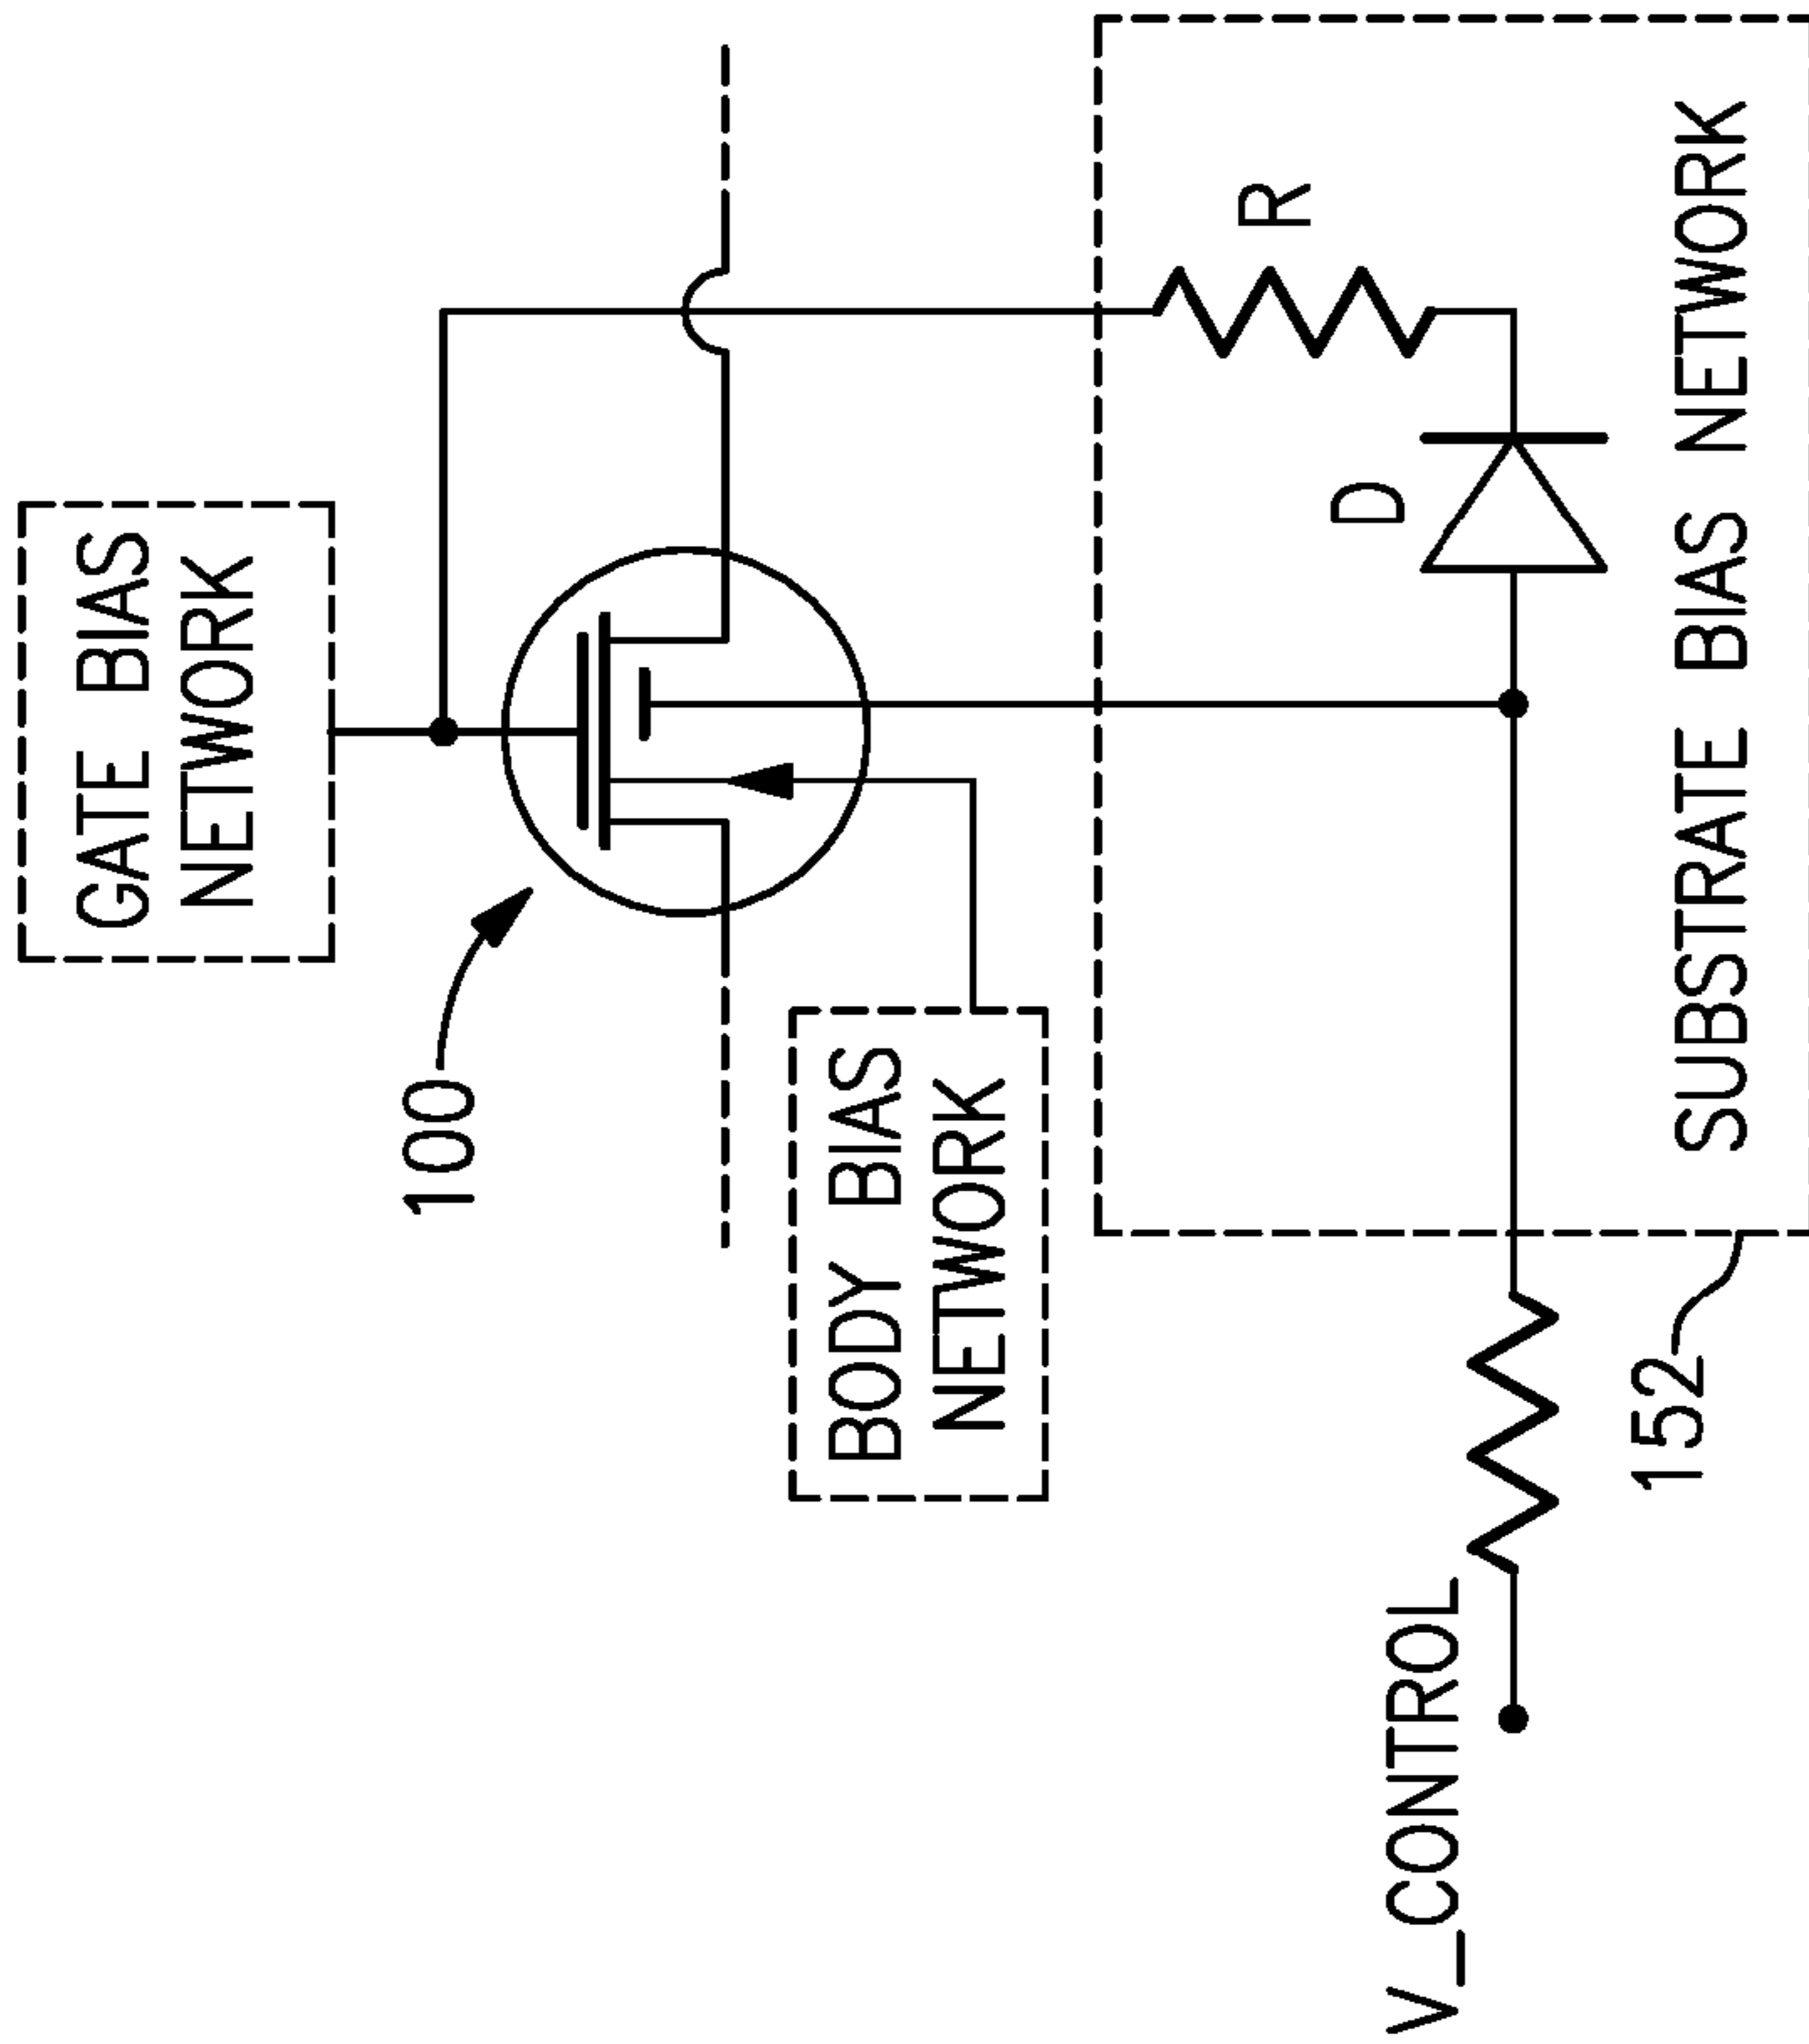 GATE BIAS
NETWORK
100
BODY BIAS
NETWORK
R
D
V_CONTROL
152
SUBSTRATE BIAS NETWORK